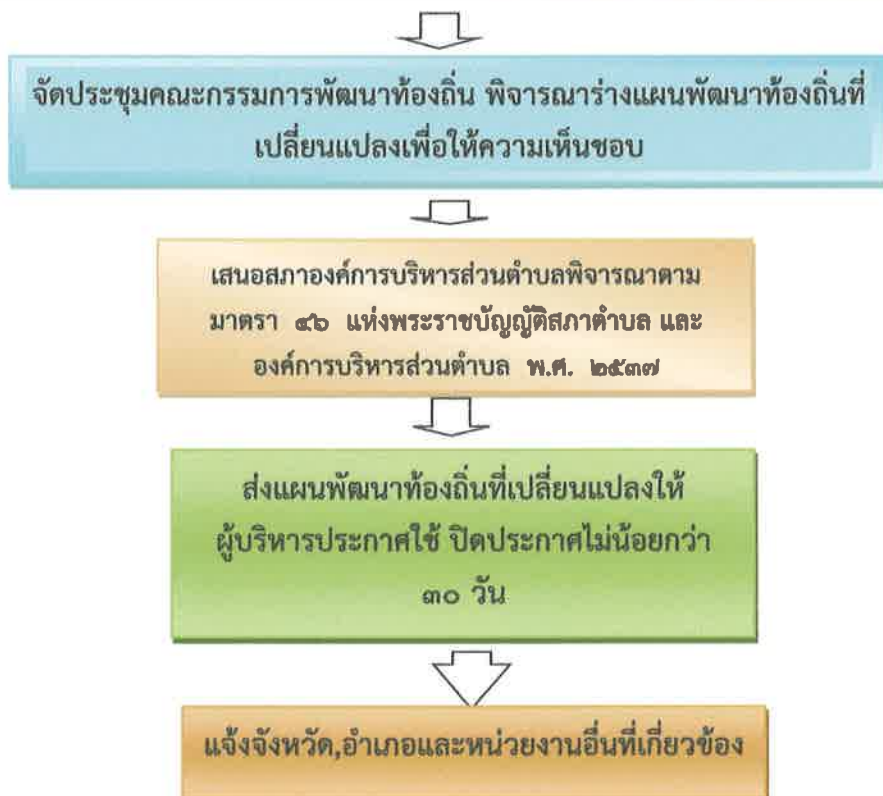 จัดประชุมคณะกรรมการพัฒนาท้องถิ่น พิจารณาร่างแผนพัฒนาท้องถิ่นที่
เปลี่ยนแปลงเพื่อให้ความเห็นชอบ
เสนอสภาองค์การบริหารส่วนตำบลพิจารณาตาม
มาตรา ๔๖ แห่งพระราชบัญญัติสภาตำบล และ
องค์การบริหารส่วนตำบล พ.ศ. ๒๕๓๗
ส่งแผนพัฒนาท้องถิ่นที่เปลี่ยนแปลงให้
ผู้บริหารประกาศใช้ ปิดประกาศไม่น้อยกว่า
๓๐ วัน
แจ้งจังหวัด,อำเภอและหน่วยงานอื่นที่เกี่ยวข้อง